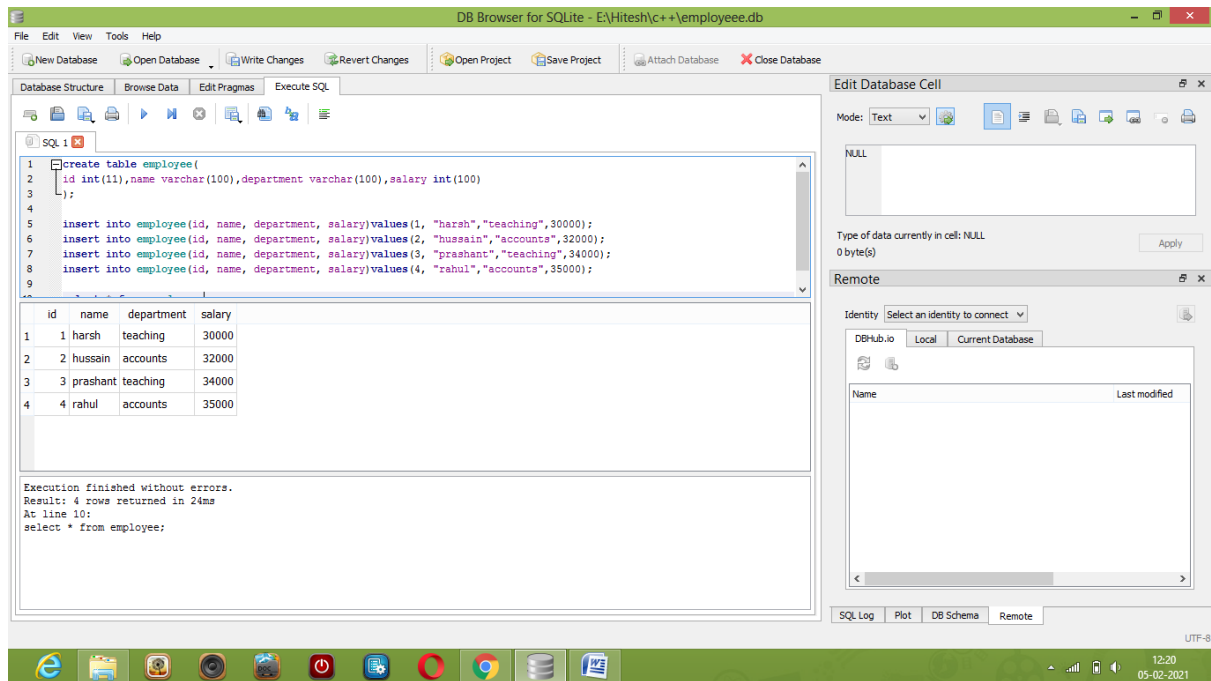 DB Browser for SQLite - E:\Hitesh\c++\employeee.db
File Edit View Tools Help
New Database Open Database Write Changes Revert Changes Open Project Save Project Attach Database Close Database
Database Structure Browse Data Edit Pragmas Execute SQL
SQL 1
1 create table employee(
2 id int(11),name varchar(100),department varchar(100),salary int(100)
3 );
4
5 insert into employee(id, name, department, salary)values(1, "harsh","teaching",30000);
6 insert into employee(id, name, department, salary)values(2, "hussain","accounts",32000);
7 insert into employee(id, name, department, salary)values(3, "prashant","teaching",34000);
8 insert into employee(id, name, department, salary)values(4, "rahul","accounts",35000);
9
id name department salary
1 1 harsh teaching 30000
2 2 hussain accounts 32000
3 3 prashant teaching 34000
4 4 rahul accounts 35000
Execution finished without errors.
Result: 4 rows returned in 24ms
At line 10:
select * from employee;
Edit Database Cell
Mode: Text
NULL
Type of data currently in cell: NULL
0 byte(s)
Apply
Remote
Identity Select an identity to connect
DBHub.io Local Current Database
Name Last modified
SQL Log Plot DB Schema Remote
UTF-8
12:20
05-02-2021